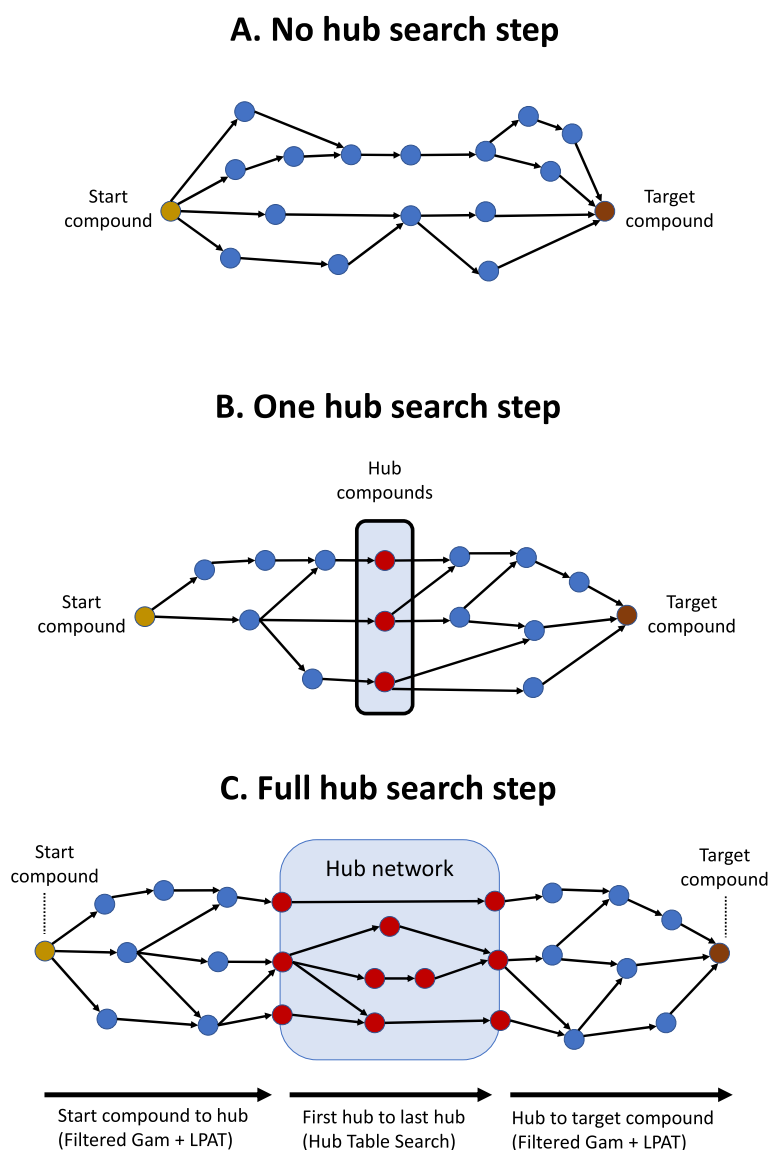 A. No hub search step
Start
compound
Target
compound
B. One hub search step
Hub
compounds
Start
compound
Target
compound
C. Full hub search step
Start
compound
Hub network
Target
compound
Start compound to hub
(Filtered Gam + LPAT)
First hub to last hub
(Hub Table Search)
Hub to target compound
(Filtered Gam + LPAT)